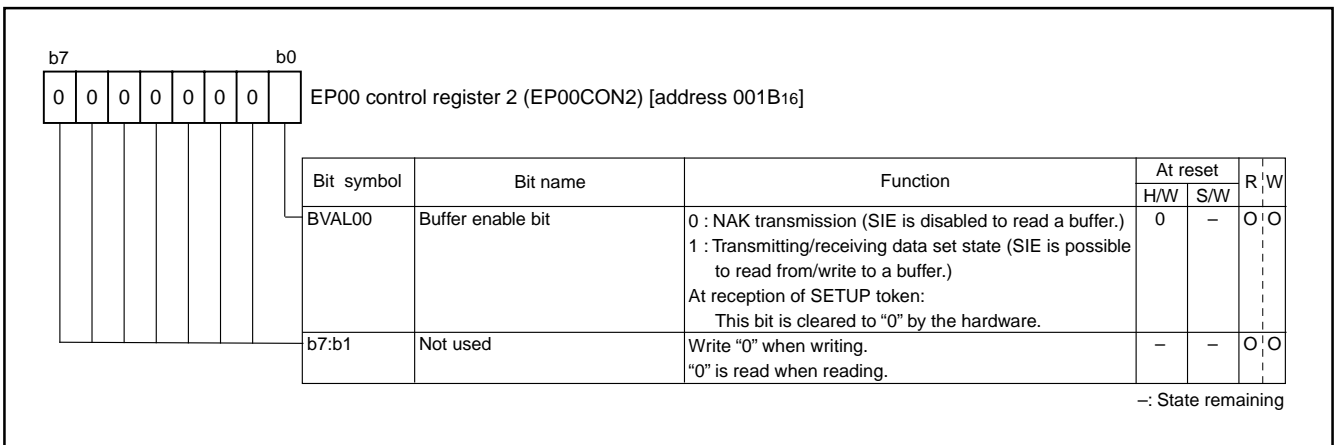 b7 b0
0 0 0 0 0 0 0
EP00 control register 2 (EP00CON2) [address 001B16]
Bit symbol Bit name Function At reset R W
H/W S/W
BVAL00 Buffer enable bit 0 : NAK transmission (SIE is disabled to read a buffer.) 0 – O O
1 : Transmitting/receiving data set state (SIE is possible
to read from/write to a buffer.)
At reception of SETUP token:
This bit is cleared to “0” by the hardware.
b7:b1 Not used Write “0” when writing. – – O O
“0” is read when reading.
–: State remaining